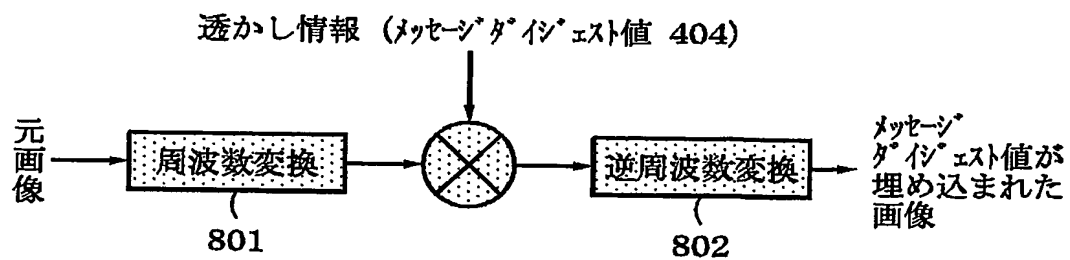 透かし情報 (メッセージダイジェスト値 404)
元画像
周波数変換
逆周波数変換
メッセージ
ダイジェスト値が
埋め込まれた
画像
801
802